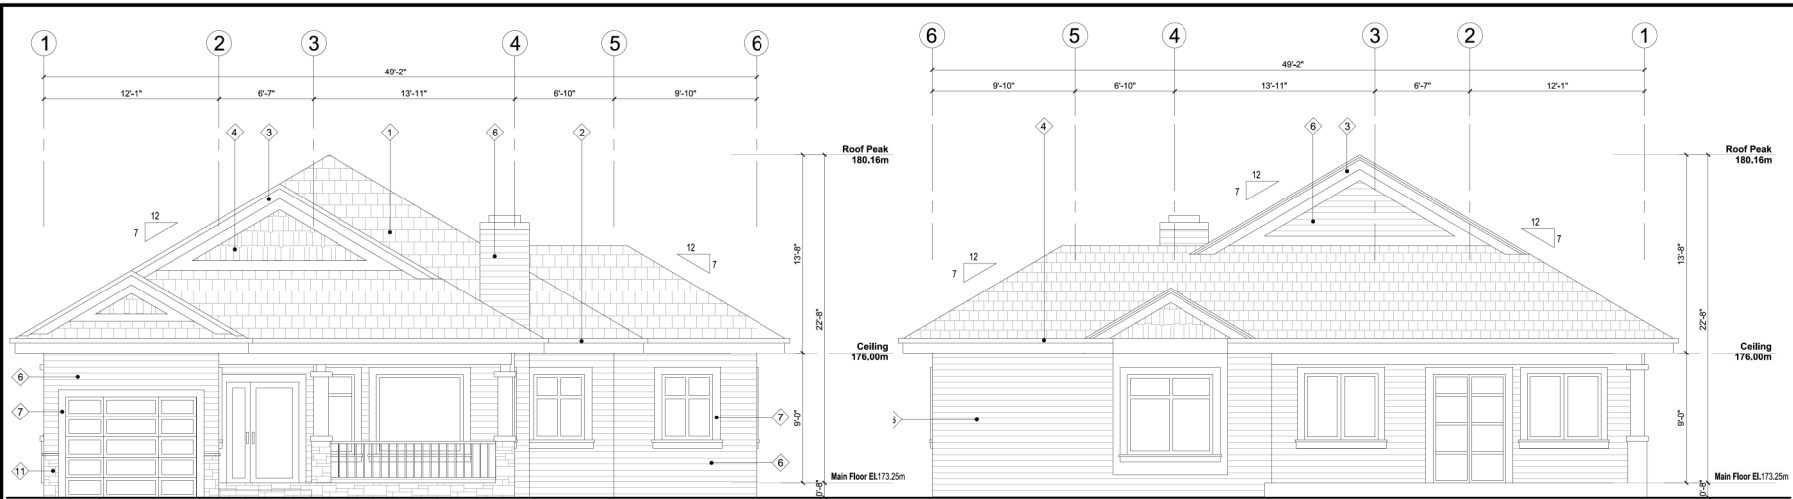 1 2 3 4 5 6
49'-2"
12'-1" 6'-7" 13'-11" 6'-10" 9'-10"
4 3 1 6 2
Roof Peak
180.16m
12
7
12
7
13'-8"
22'-8"
Ceiling
176.00m
6
7
7
9'-0"
6
11
Main Floor El.173.25m
0'-8"
6 5 4 3 2 1
49'-2"
9'-10" 6'-10" 13'-11" 6'-7" 12'-1"
4 6 3
Roof Peak
180.16m
12
7
12
7
12
7
13'-8"
22'-8"
Ceiling
176.00m
9'-0"
Main Floor El.173.25m
0'-8"